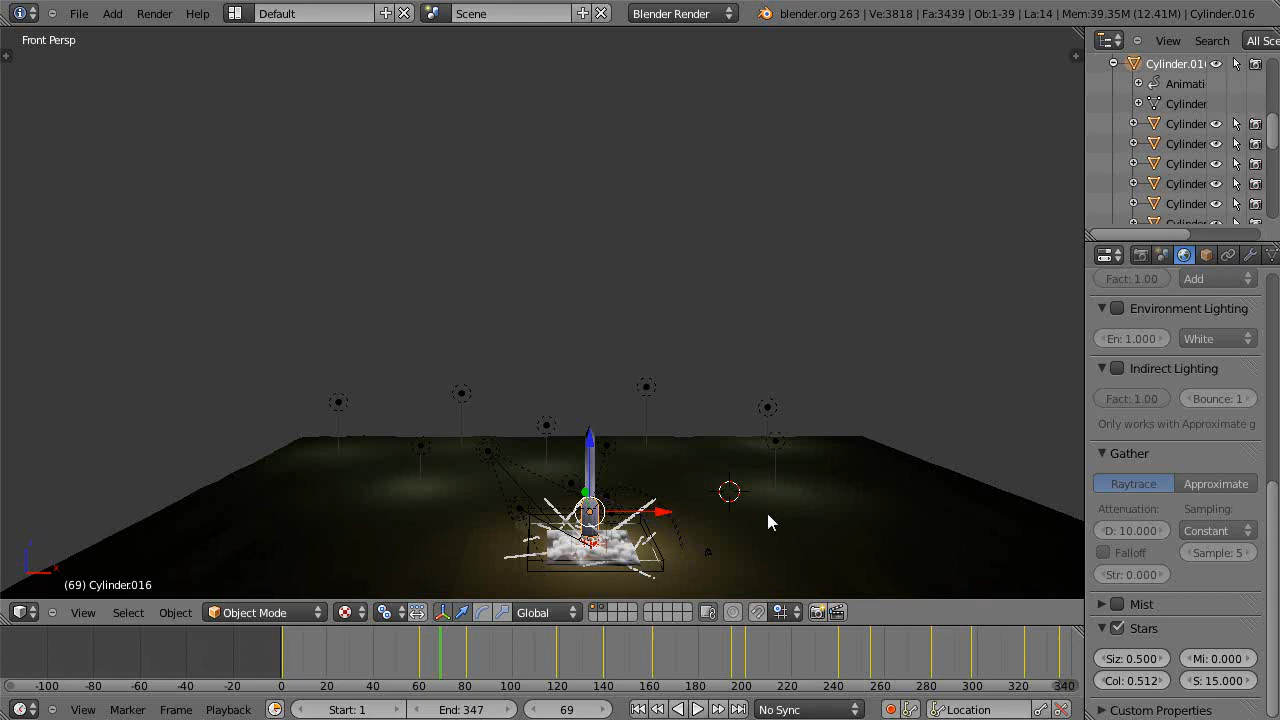 File Add Render Help Default Scene Blender Render blender.org 263 | Ve:3818 | Fa:3439 | Ob:1-39 | La:14 | Mem:39.35M (12.41M) | Cylinder.016
Front Persp
View Search All Sce
Cylinder.01
Animati
Cylinder
Cylinder
Cylinder
Cylinder
Cylinder
Cylinder
Fact: 1.00 Add
Environment Lighting
En: 1.000 White
Indirect Lighting
Fact: 1.00 Bounce: 1
Only works with Approximate g
Gather
Raytrace Approximate
Attenuation: Sampling:
D: 10.000 Constant
Falloff Sample: 5
Str: 0.000
Mist
Stars
Siz: 0.500 Mi: 0.000
Col: 0.512 S: 15.000
Custom Properties
(69) Cylinder.016
View Select Object Object Mode Global
-100 -80 -60 -40 -20 0 20 40 60 80 100 120 140 160 180 200 220 240 260 280 300 320 340
View Marker Frame Playback Start: 1 End: 347 69 No Sync Location